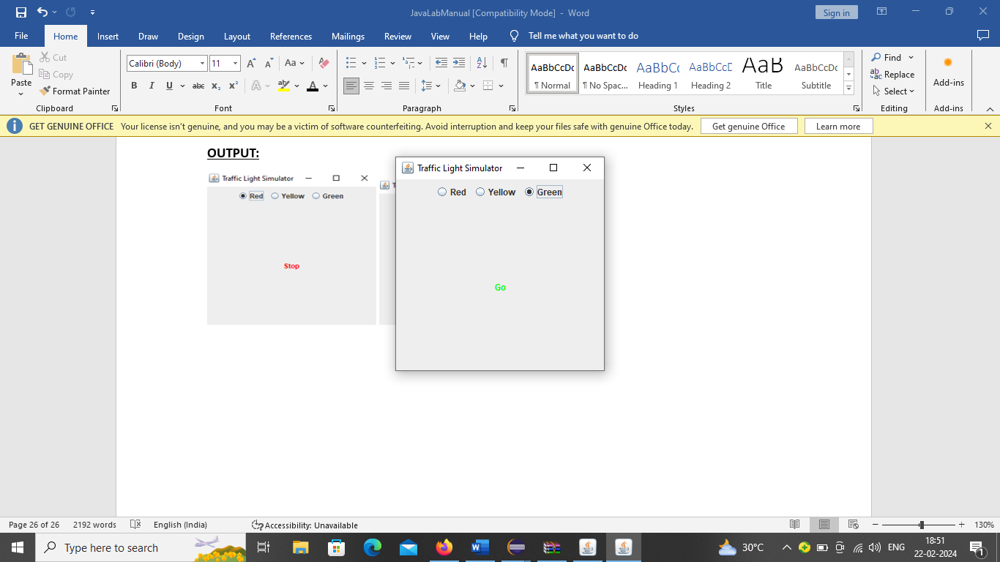 JavaLabManual [Compatibility Mode] - Word
Sign in
File Home Insert Draw Design Layout References Mailings Review View Help Tell me what you want to do
Paste
Cut
Copy
Format Painter
Clipboard
Calibri (Body) 11
Aa
B I U abc x₂ x² A ab A
Font
Paragraph
AaBbCcDc AaBbCcDc AaBbCc AaBbCcD AaB AaBbCcDc
¶ Normal ¶ No Spac... Heading 1 Heading 2 Title Subtitle
Styles
Find
Replace
Select
Editing
Add-ins
Add-ins
GET GENUINE OFFICE Your license isn't genuine, and you may be a victim of software counterfeiting. Avoid interruption and keep your files safe with genuine Office today. Get genuine Office Learn more
OUTPUT:
Traffic Light Simulator
Red Yellow Green
Stop
Traffic Light Simulator
Red Yellow Green
Go
Page 26 of 26 2192 words English (India) Accessibility: Unavailable 130%
Type here to search
30°C
ENG
18:51
22-02-2024
1